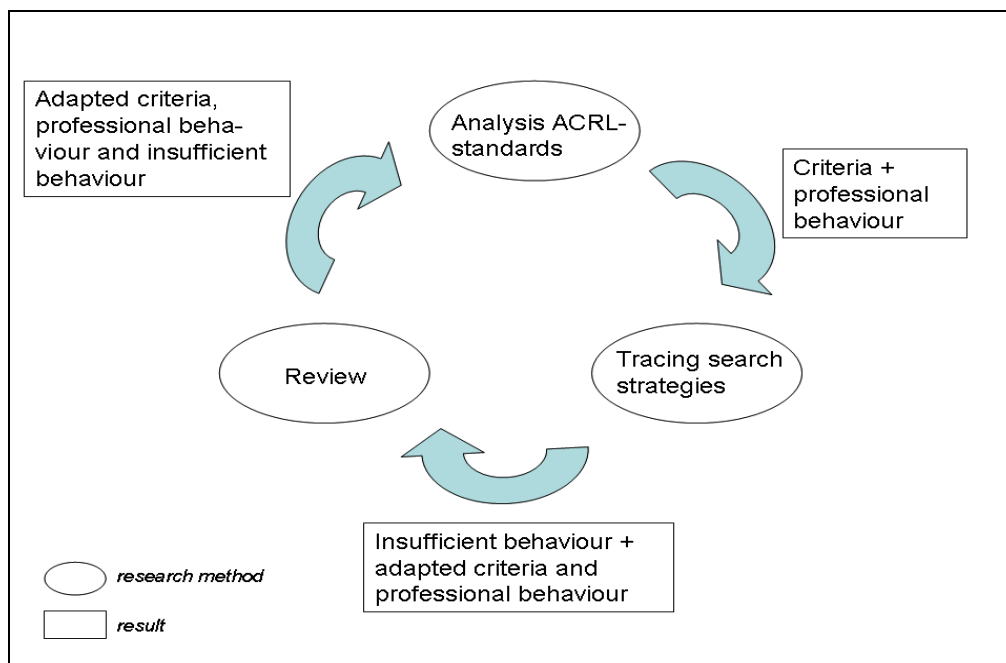 Adapted criteria,
professional beha-
viour and insufficient
behaviour
Analysis ACRL-
standards
Criteria +
professional
behaviour
Review
Tracing search
strategies
Insufficient behaviour +
adapted criteria and
professional behaviour
research method
result